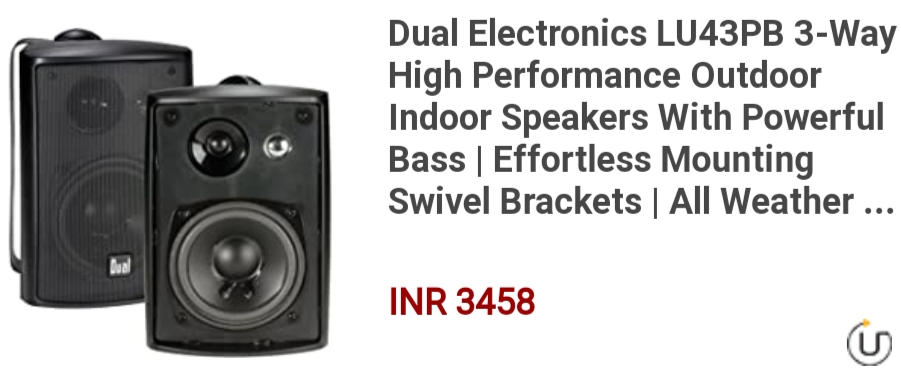 Dual Electronics LU43PB 3-Way
High Performance Outdoor
Indoor Speakers With Powerful
Bass | Effortless Mounting
Swivel Brackets | All Weather ...
Dual
INR 3458
U